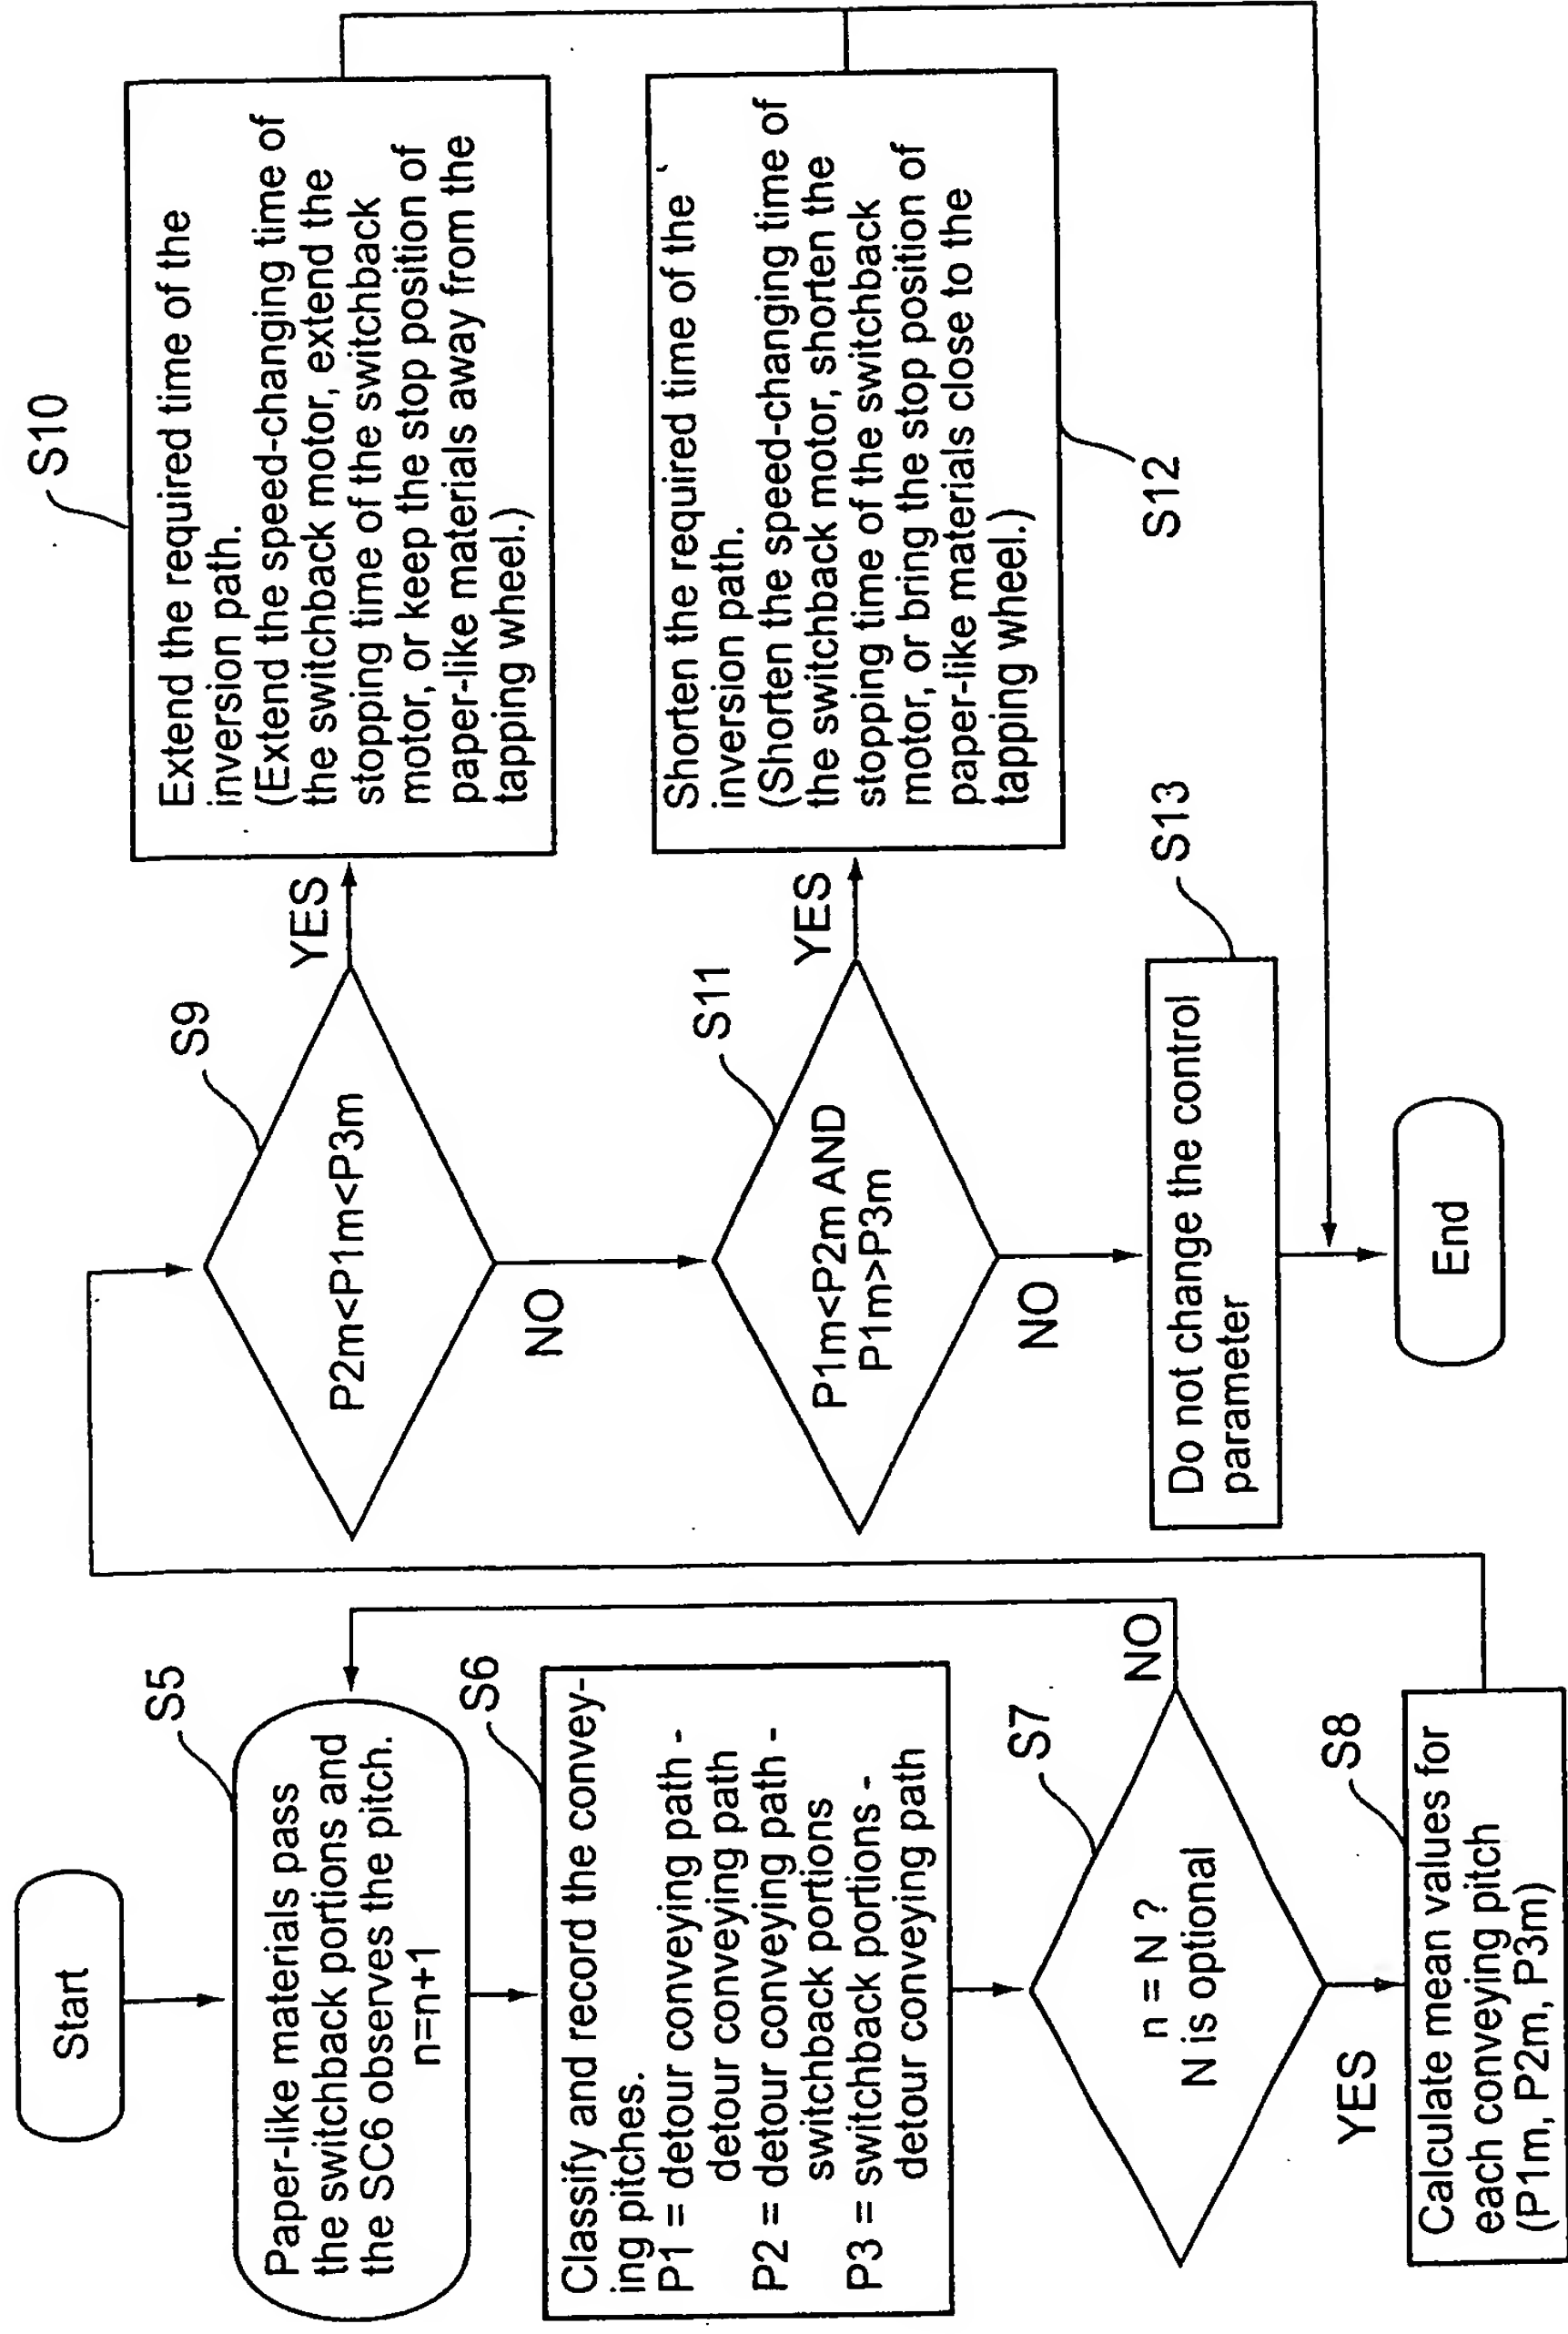 Start
S5
Paper-like materials pass
the switchback portions and
the SC6 observes the pitch.
n=n+1
S6
Classify and record the convey-
ing pitches.
P1 = detour conveying path -
detour conveying path
P2 = detour conveying path -
switchback portions
P3 = switchback portions -
detour conveying path
S7
n = N ?
N is optional
NO
YES
S8
Calculate mean values for
each conveying pitch
(P1m, P2m, P3m)
S9
P2m<P1m<P3m
YES
NO
S10
Extend the required time of the
inversion path.
(Extend the speed-changing time of
the switchback motor, extend the
stopping time of the switchback
motor, or keep the stop position of
paper-like materials away from the
tapping wheel.)
S11
P1m<P2m AND
P1m>P3m
YES
NO
Shorten the required time of the
inversion path.
(Shorten the speed-changing time of
the switchback motor, shorten the
stopping time of the switchback
motor, or bring the stop position of
paper-like materials close to the
tapping wheel.)
S12
S13
Do not change the control
parameter
End